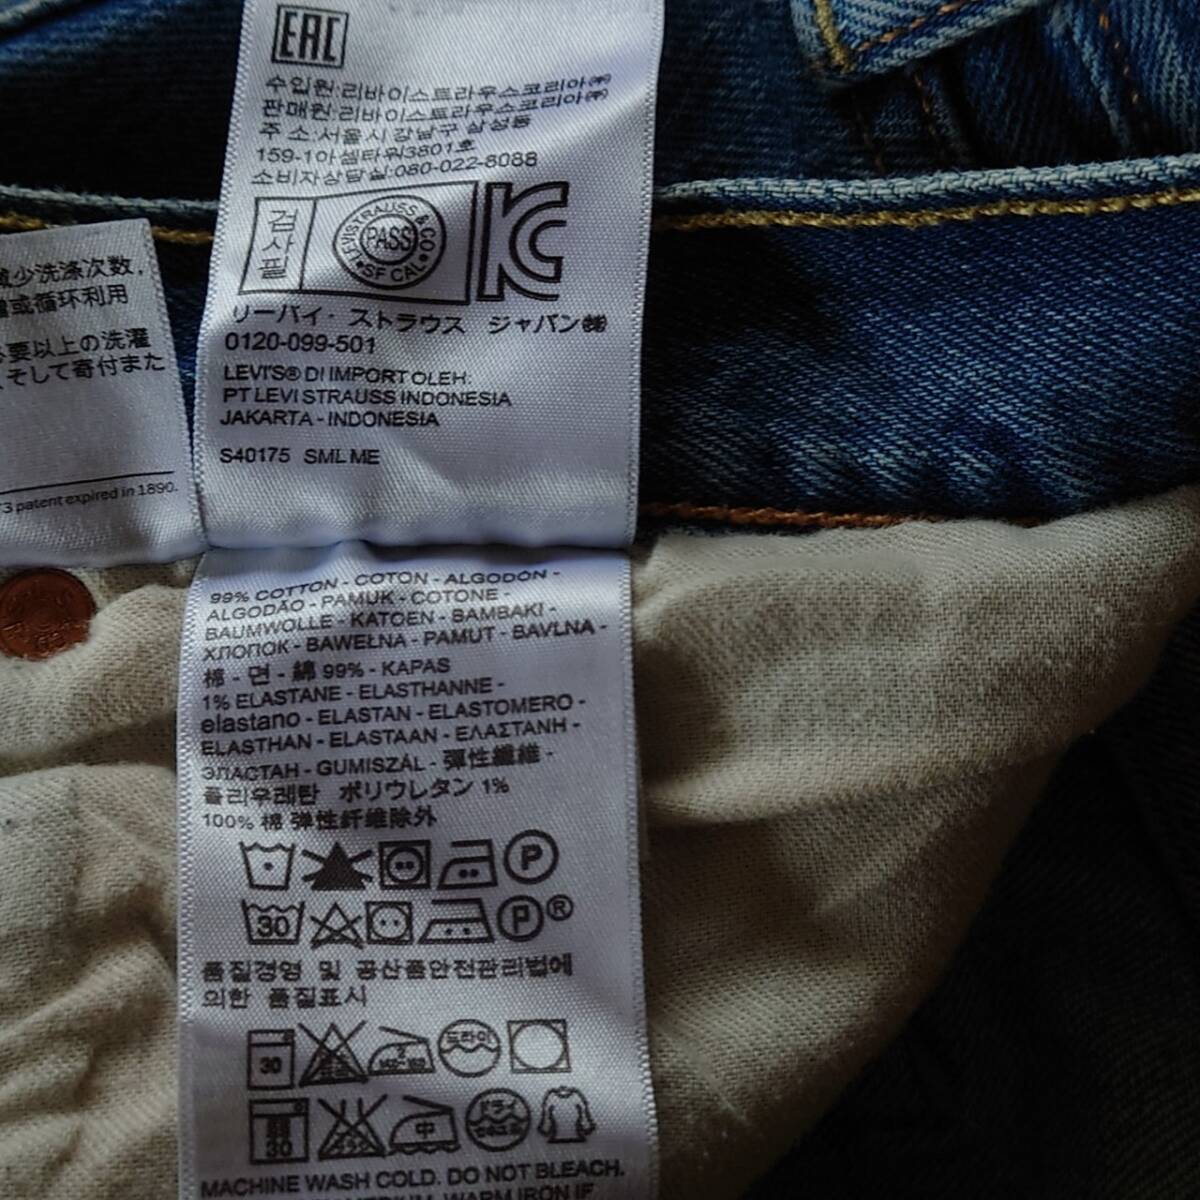 EAC
수입원:리바이스트라우스코리아㈜
판매원:리바이스트라우스코리아㈜
주 소:서울시 강남구 삼성동
159-1아셈타워3801호
소비자상담실:080-022-8088
검사필
LEVI STRAUSS & CO
PASS
SF CAL
KC
リーバイ・ストラウス ジャパン㈱
0120-099-501
LEVI'S® DI IMPORT OLEH:
PT LEVI STRAUSS INDONESIA
JAKARTA - INDONESIA
S40175 SML ME
减少洗涤次数,
或循环利用
要以上の洗濯
そして寄付また
3 patent expired in 1890.
99% COTTON - COTON - ALGODÓN -
ALGODÃO - PAMUK - COTONE -
BAUMWOLLE - KATOEN - BAMBAKI -
ХЛОПОК - BAWEŁNA - PAMUT - BAVLNA -
棉 - 면 - 綿 99% - KAPAS
1% ELASTANE - ELASTHANNE -
elastano - ELASTAN - ELASTOMERO -
ELASTHAN - ELASTAAN - ΕΛΑΣΤΑΝΗ -
ЭЛАСТАН - GUMISZÁL - 彈性纖維 -
폴리우레탄 ポリウレタン 1%
100% 棉 弹性纤维除外
P
30
P®
품질경영 및 공산품안전관리법에
의한 품질표시
30
드라이
30
中
MACHINE WASH COLD. DO NOT BLEACH.
WARM IRON IF